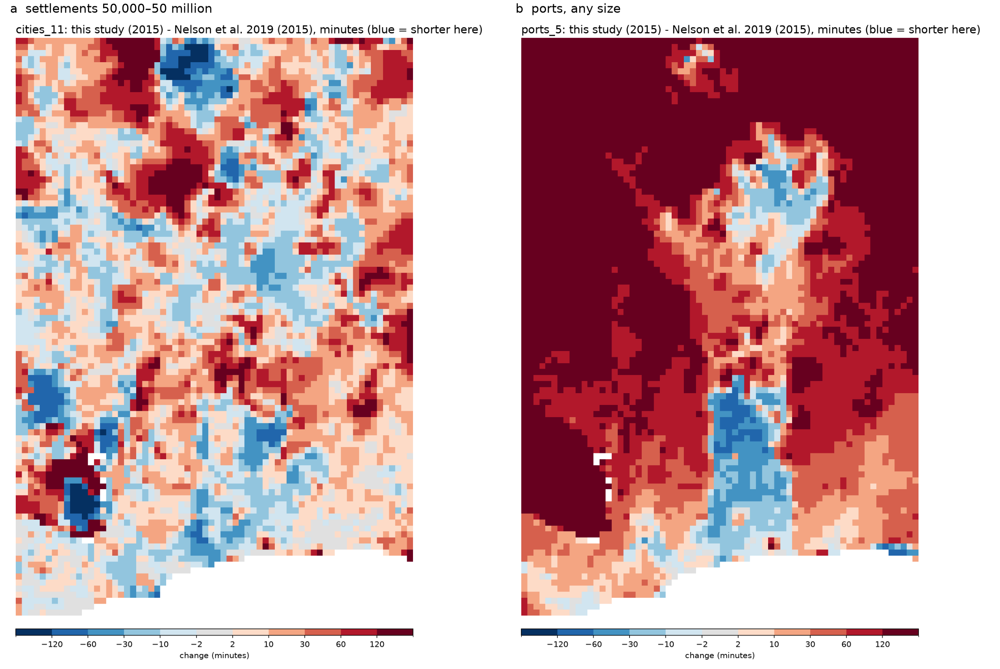 a settlements 50,000–50 million
cities_11: this study (2015) - Nelson et al. 2019 (2015), minutes (blue = shorter here)
−120 −60 −30 −10 −2 2 10 30 60 120
change (minutes)
b ports, any size
ports_5: this study (2015) - Nelson et al. 2019 (2015), minutes (blue = shorter here)
−120 −60 −30 −10 −2 2 10 30 60 120
change (minutes)